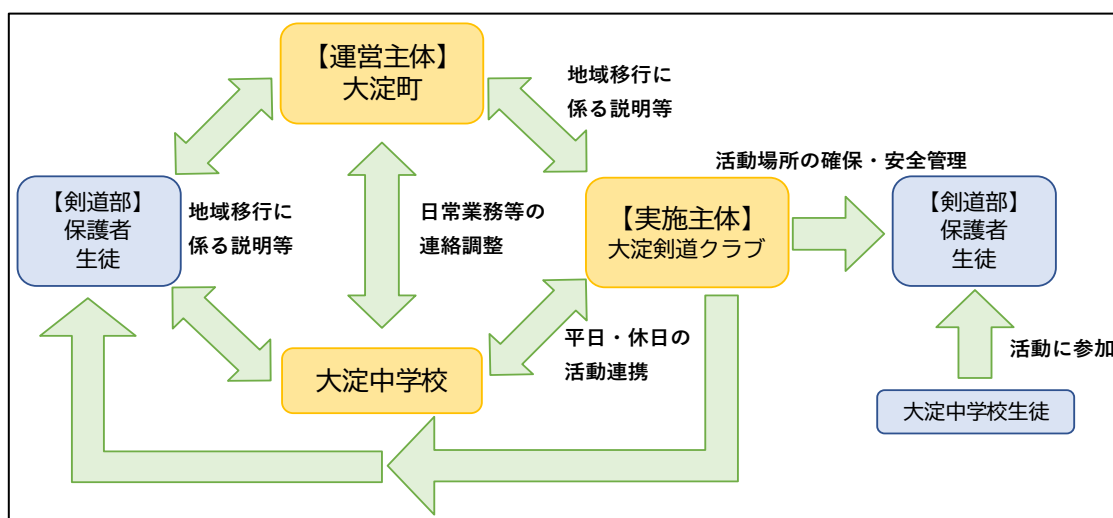 【運営主体】
大淀町
地域移行に
係る説明等
活動場所の確保・安全管理
【剣道部】
保護者
生徒
地域移行に
係る説明等
日常業務等の
連絡調整
【実施主体】
大淀剣道クラブ
【剣道部】
保護者
生徒
平日・休日の
活動連携
活動に参加
大淀中学校
大淀中学校生徒